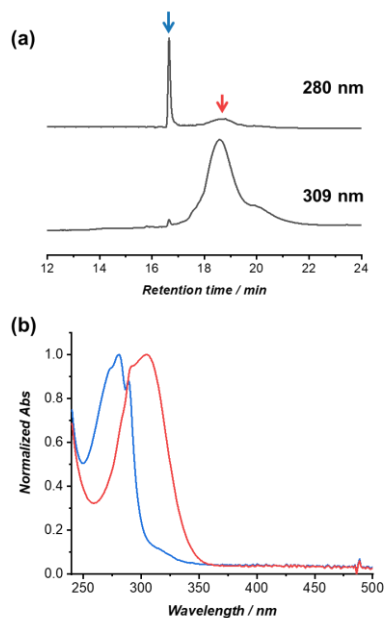 (a)
280 nm
309 nm
12 14 16 18 20 22 24
Retention time / min
(b)
1.0
0.8
0.6
0.4
0.2
0.0
Normalized Abs
250 300 350 400 450 500
Wavelength / nm